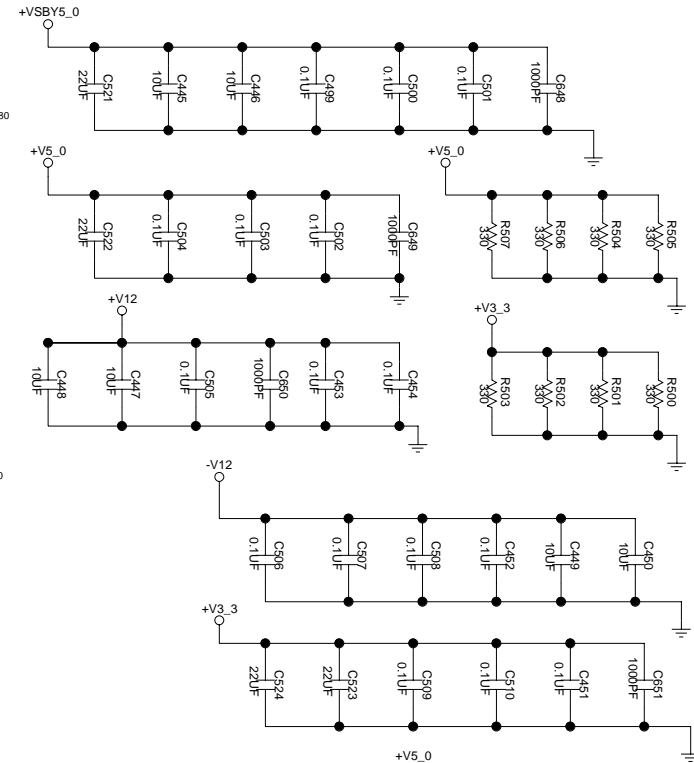 +VSBY5_0
C521
22UF
C445
10UF
C446
10UF
C499
0.1UF
C500
0.1UF
C501
0.1UF
C648
1000PF
80
+V5_0
C522
22UF
C504
0.1UF
C503
0.1UF
C502
0.1UF
C649
1000PF
+V5_0
R507
330
R506
330
R504
330
R505
330
+V12
C448
10UF
C447
10UF
C505
0.1UF
C650
1000PF
C453
0.1UF
C454
0.1UF
+V3_3
R503
330
R502
330
R501
330
R500
330
0
-V12
C506
0.1UF
C507
0.1UF
C508
0.1UF
C452
0.1UF
C449
10UF
C450
10UF
+V3_3
C524
22UF
C523
22UF
C509
0.1UF
C510
0.1UF
C451
0.1UF
C651
1000PF
+V5_0